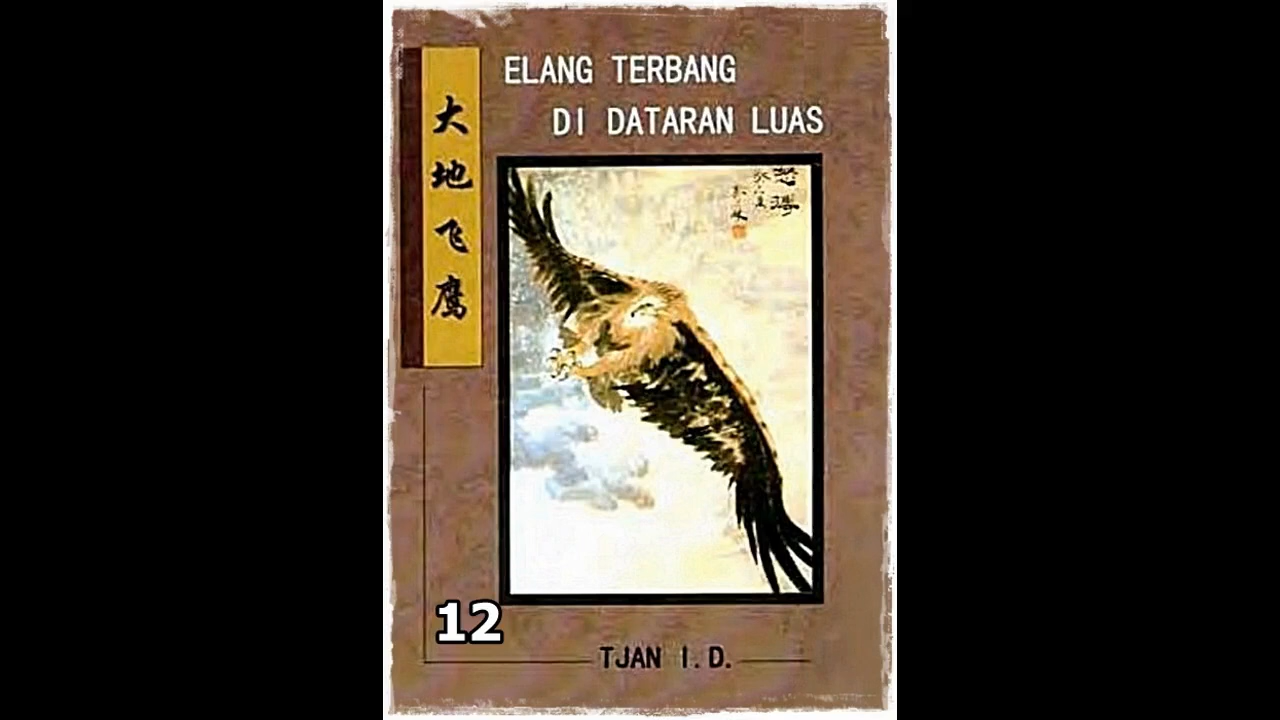 大地飞鹰
ELANG TERBANG
DI DATARAN LUAS
12
TJAN I.D.